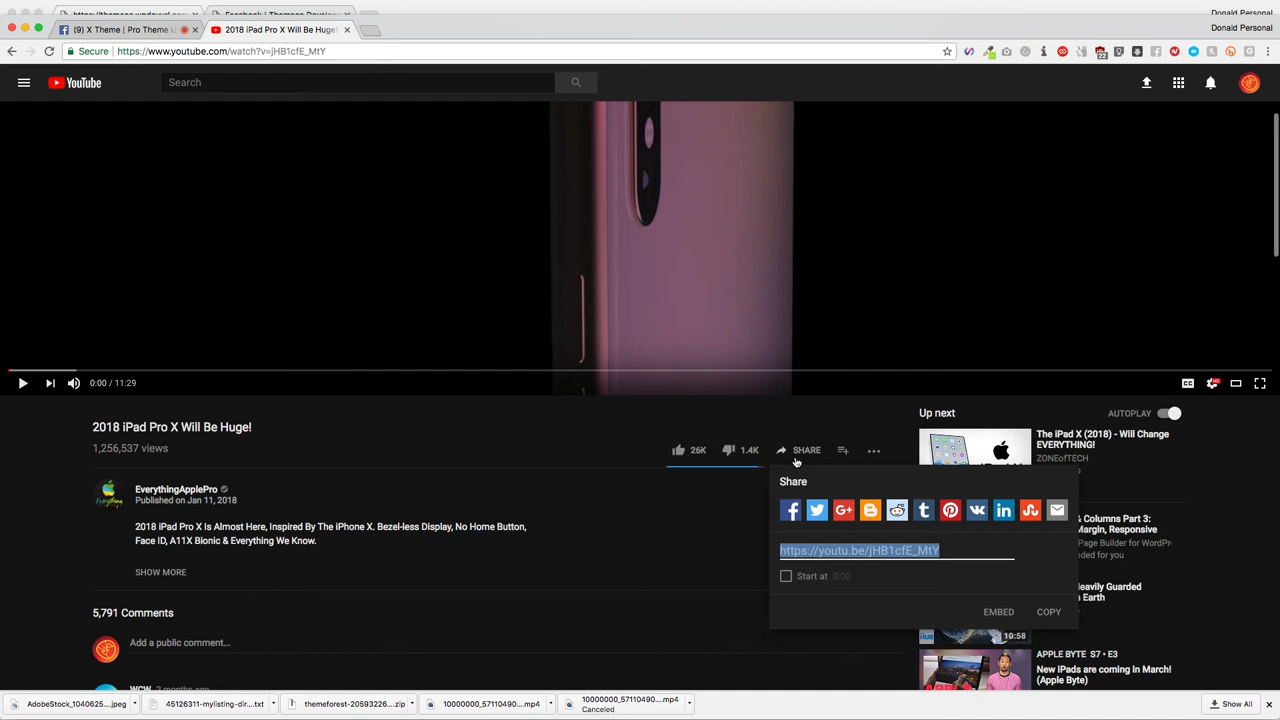 Donald Personal
(9) X Theme | Pro Theme U
2018 iPad Pro X Will Be Huge!
Donald Personal
Secure
https://www.youtube.com/watch?v=jHB1cfE_MtY
YouTube
Search
0:00 / 11:29
2018 iPad Pro X Will Be Huge!
1,256,537 views
26K
1.4K
SHARE
EverythingApplePro
Published on Jan 11, 2018
2018 iPad Pro X Is Almost Here, Inspired By The iPhone X. Bezel-less Display, No Home Button,
Face ID, A11X Bionic & Everything We Know.
SHOW MORE
5,791 Comments
Add a public comment...
WCW 2 months ago
Share
https://youtu.be/jHB1cfE_MtY
Start at 0:00
EMBED
COPY
Up next
AUTOPLAY
The iPad X (2018) - Will Change
EVERYTHING!
ZONEofTECH
& Columns Part 3:
Margin, Responsive
Page Builder for WordPr
nded for you
Heavily Guarded
n Earth
10:58
APPLE BYTE S7 • E3
New iPads are coming in March!
(Apple Byte)
AdobeStock_1040625....jpeg
45126311-mylisting-dir....txt
themeforest-20593226....zip
10000000_57110490....mp4
10000000_57110490....mp4
Canceled
Show All